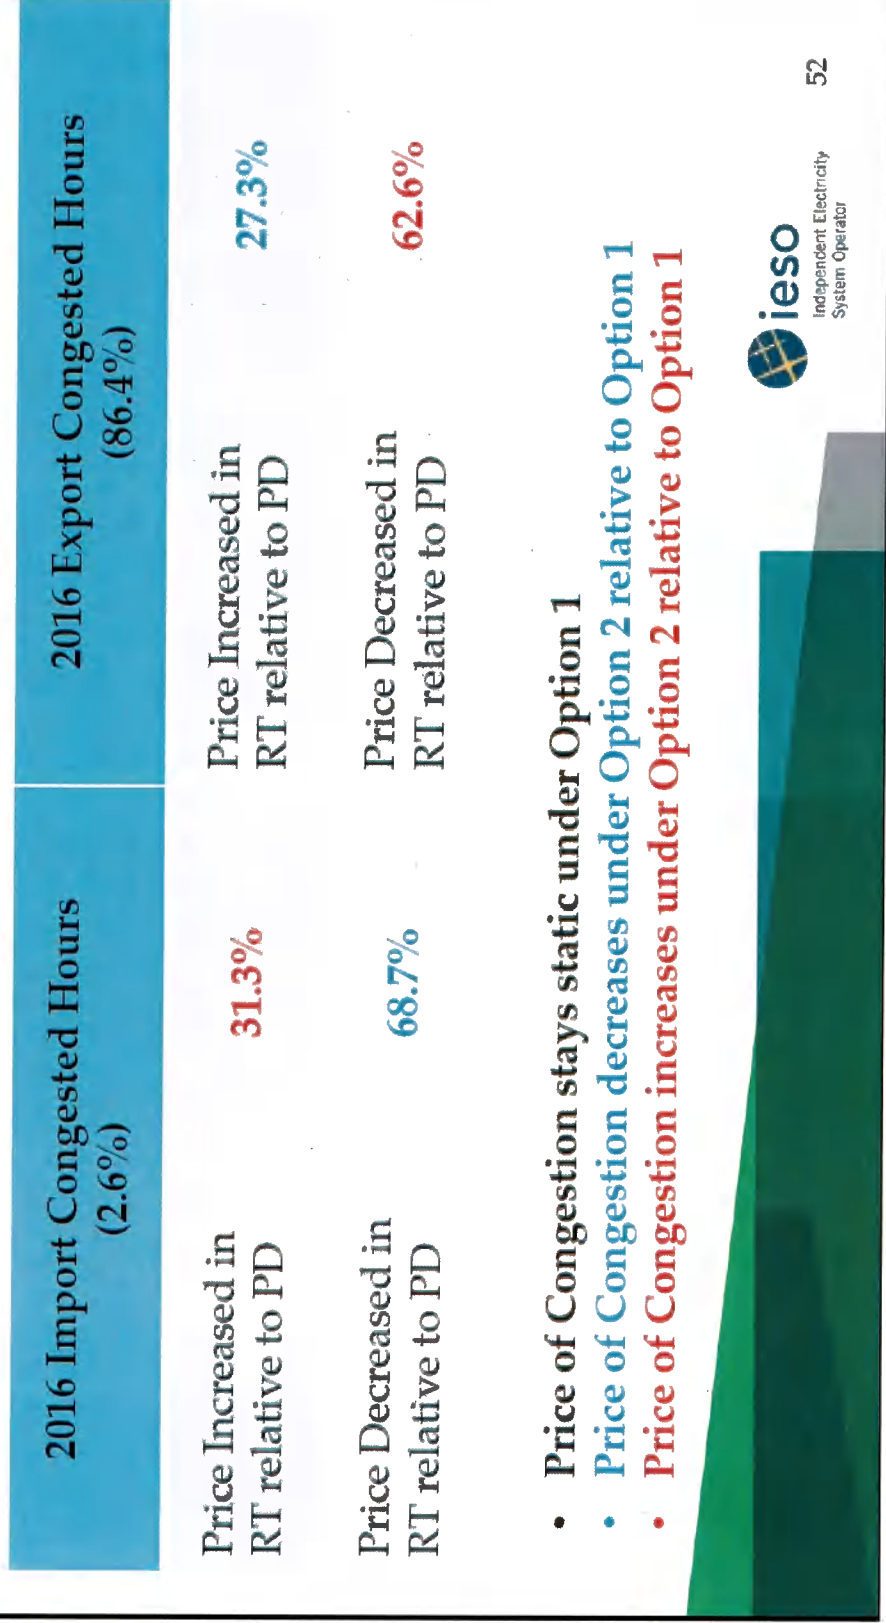 2016 Import Congested Hours
(2.6%)
2016 Export Congested Hours
(86.4%)
Price Increased in
RT relative to PD
31.3%
Price Increased in
RT relative to PD
27.3%
Price Decreased in
RT relative to PD
68.7%
Price Decreased in
RT relative to PD
62.6%
• Price of Congestion stays static under Option 1
• Price of Congestion decreases under Option 2 relative to Option 1
• Price of Congestion increases under Option 2 relative to Option 1
ieso
Independent Electricity
System Operator
52